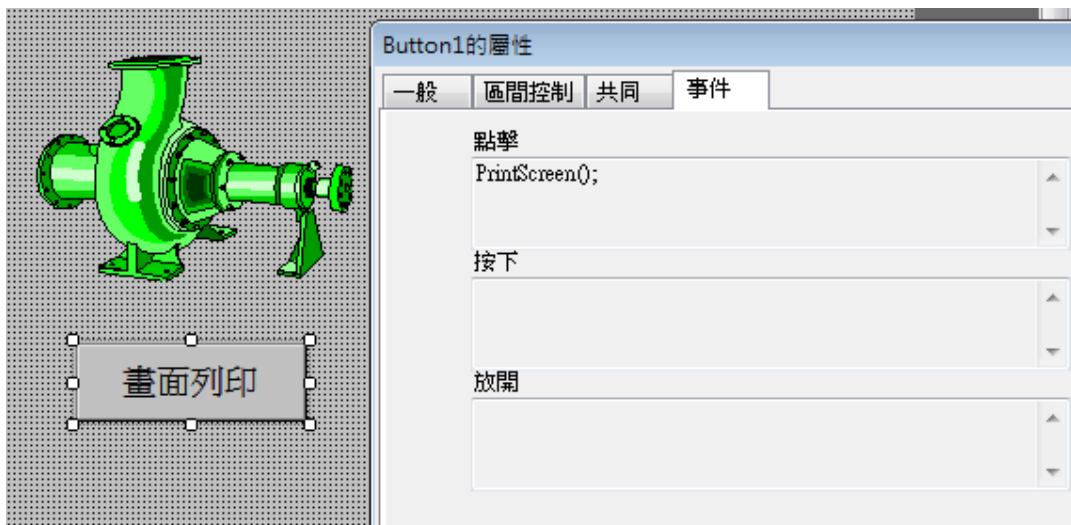 Button1的屬性
一般
區間控制
共同
事件
點擊
PrintScreen();
按下
放開
畫面列印